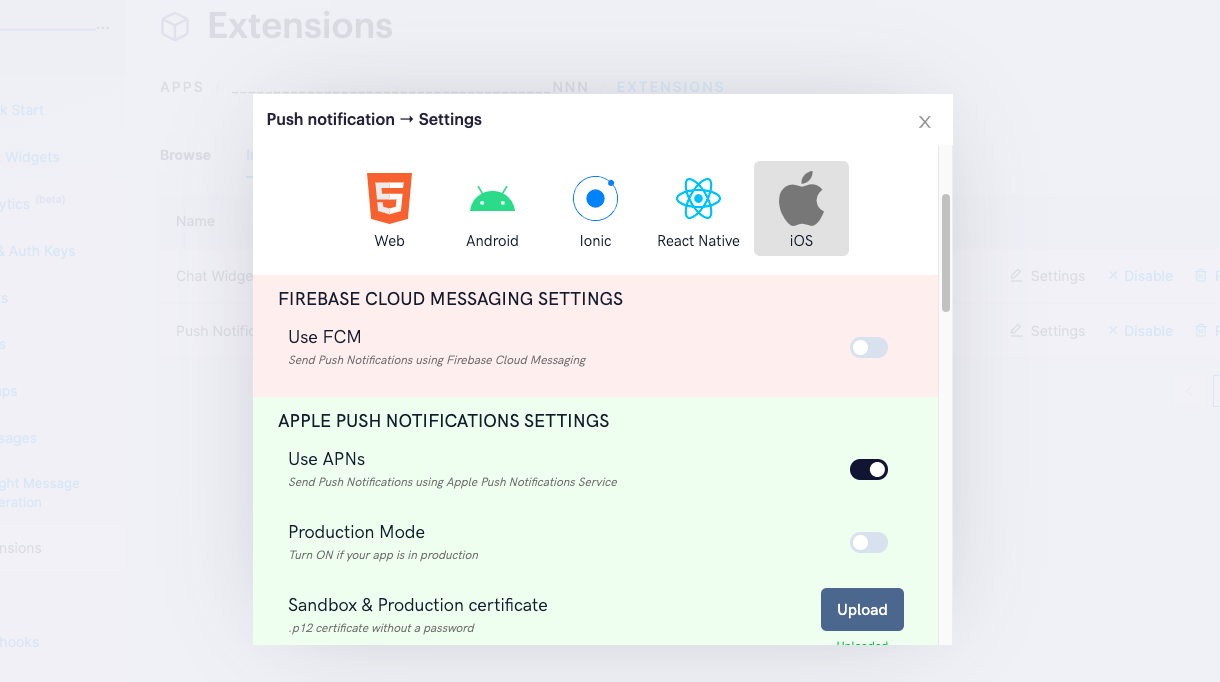 Extensions
APPS
NNN
EXTENSIONS
Push notification → Settings
X
k Start
Widgets
ytics (beta)
& Auth Keys
Browse
Name
Web
Android
Ionic
React Native
iOS
Chat Widge
Settings
× Disable
Push Notific
Settings
× Disable
FIREBASE CLOUD MESSAGING SETTINGS
Use FCM
Send Push Notifications using Firebase Cloud Messaging
APPLE PUSH NOTIFICATIONS SETTINGS
Use APNs
Send Push Notifications using Apple Push Notifications Service
Production Mode
Turn ON if your app is in production
Sandbox & Production certificate
.p12 certificate without a password
Upload
Uploaded
ups
sages
ght Message
eration
nsions
hooks